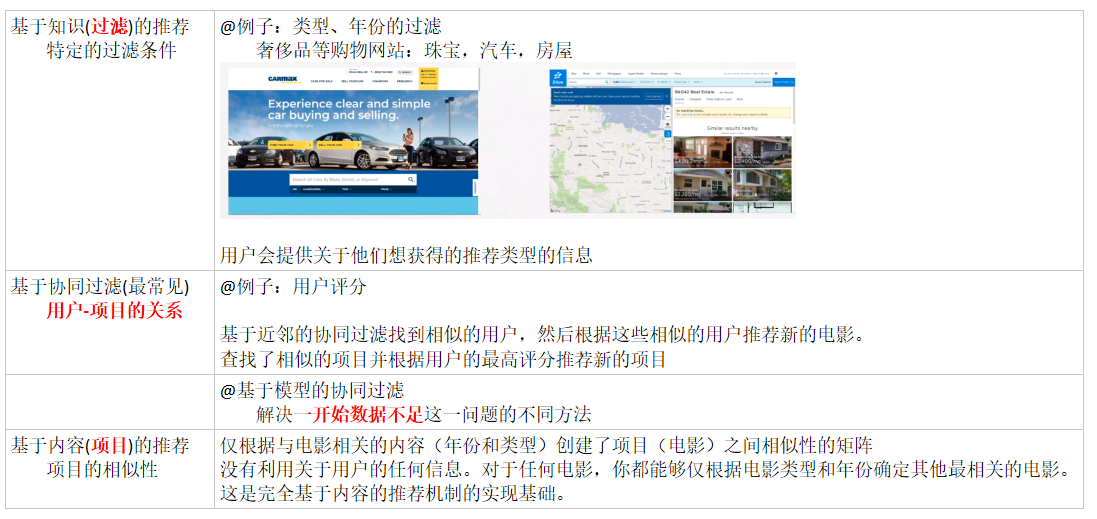 基于知识(过滤)的推荐
特定的过滤条件
@例子：类型、年份的过滤
奢侈品等购物网站：珠宝，汽车，房屋
CARMAX
Experience clear and simple
car buying and selling.
FIND YOUR CAR
SELL YOUR CAR
Search All Cars By Make, Model, or Keyword
94042 Real Estate
Similar results nearby
用户会提供关于他们想获得的推荐类型的信息
基于协同过滤(最常见)
用户-项目的关系
@例子：用户评分
基于近邻的协同过滤找到相似的用户，然后根据这些相似的用户推荐新的电影。
查找了相似的项目并根据用户的最高评分推荐新的项目
@基于模型的协同过滤
解决一开始数据不足这一问题的不同方法
基于内容(项目)的推荐
项目的相似性
仅根据与电影相关的内容（年份和类型）创建了项目（电影）之间相似性的矩阵
没有利用关于用户的任何信息。对于任何电影，你都能够仅根据电影类型和年份确定其他最相关的电影。
这是完全基于内容的推荐机制的实现基础。